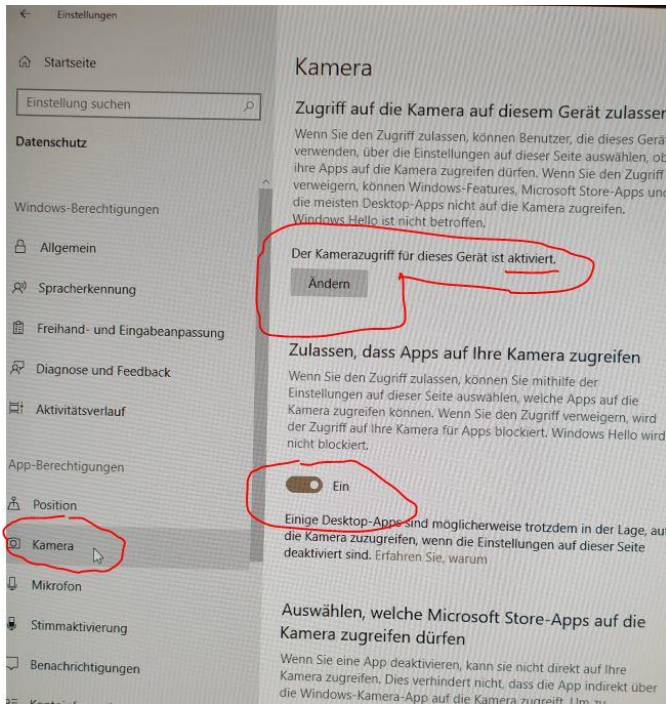 Einstellungen
Startseite
Einstellung suchen
Datenschutz
Windows-Berechtigungen
Allgemein
Spracherkennung
Freihand- und Eingabeanpassung
Diagnose und Feedback
Aktivitätsverlauf
App-Berechtigungen
Position
Kamera
Mikrofon
Stimmaktivierung
Benachrichtigungen
Kamera
Zugriff auf die Kamera auf diesem Gerät zulassen
Wenn Sie den Zugriff zulassen, können Benutzer, die dieses Gerä
verwenden, über die Einstellungen auf dieser Seite auswählen, ob
ihre Apps auf die Kamera zugreifen dürfen. Wenn Sie den Zugriff
verweigern, können Windows-Features, Microsoft Store-Apps und
die meisten Desktop-Apps nicht auf die Kamera zugreifen.
Windows Hello ist nicht betroffen.
Der Kamerazugriff für dieses Gerät ist aktiviert.
Ändern
Zulassen, dass Apps auf Ihre Kamera zugreifen
Wenn Sie den Zugriff zulassen, können Sie mithilfe der
Einstellungen auf dieser Seite auswählen, welche Apps auf die
Kamera zugreifen können. Wenn Sie den Zugriff verweigern, wird
der Zugriff auf Ihre Kamera für Apps blockiert. Windows Hello wird
nicht blockiert.
Ein
Einige Desktop-Apps sind möglicherweise trotzdem in der Lage, auf
die Kamera zuzugreifen, wenn die Einstellungen auf dieser Seite
deaktiviert sind. Erfahren Sie, warum
Auswählen, welche Microsoft Store-Apps auf die
Kamera zugreifen dürfen
Wenn Sie eine App deaktivieren, kann sie nicht direkt auf Ihre
Kamera zugreifen. Dies verhindert nicht, dass die App indirekt über
die Windows-Kamera-App auf die Kamera zugreift. Um zu